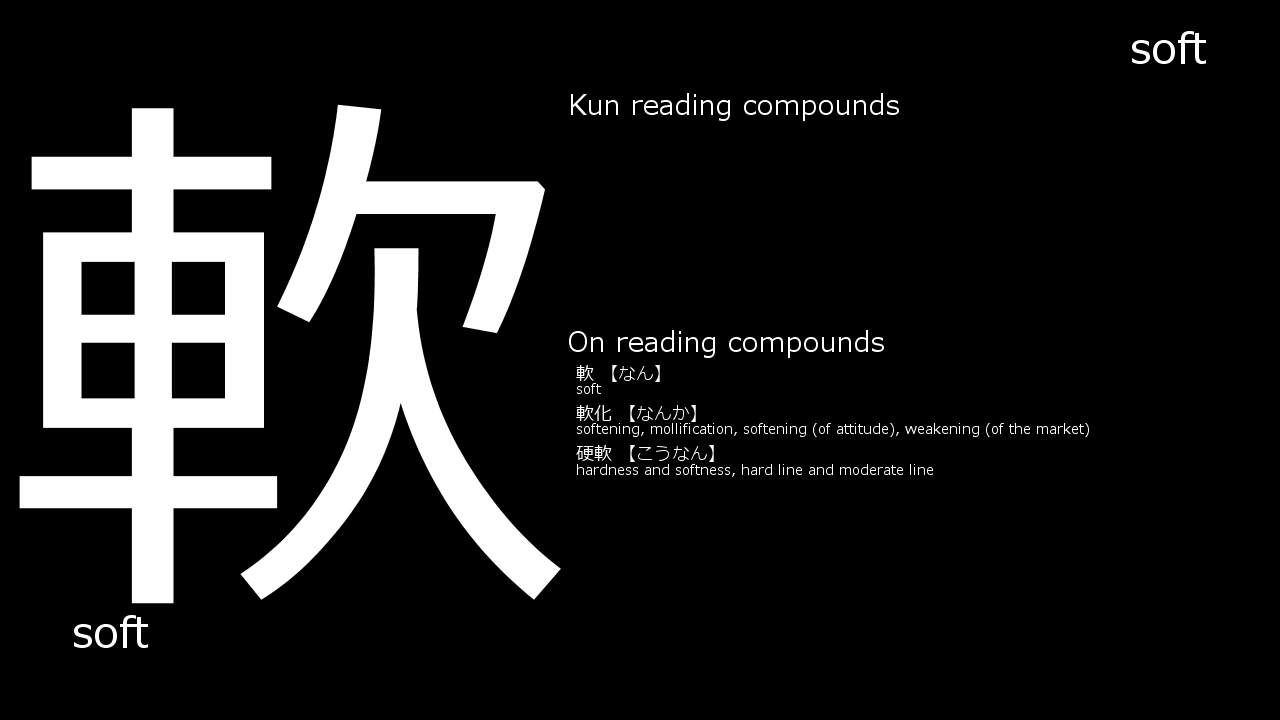 soft
軟
Kun reading compounds
On reading compounds
軟 【なん】
soft
軟化 【なんか】
softening, mollification, softening (of attitude), weakening (of the market)
硬軟 【こうなん】
hardness and softness, hard line and moderate line
soft